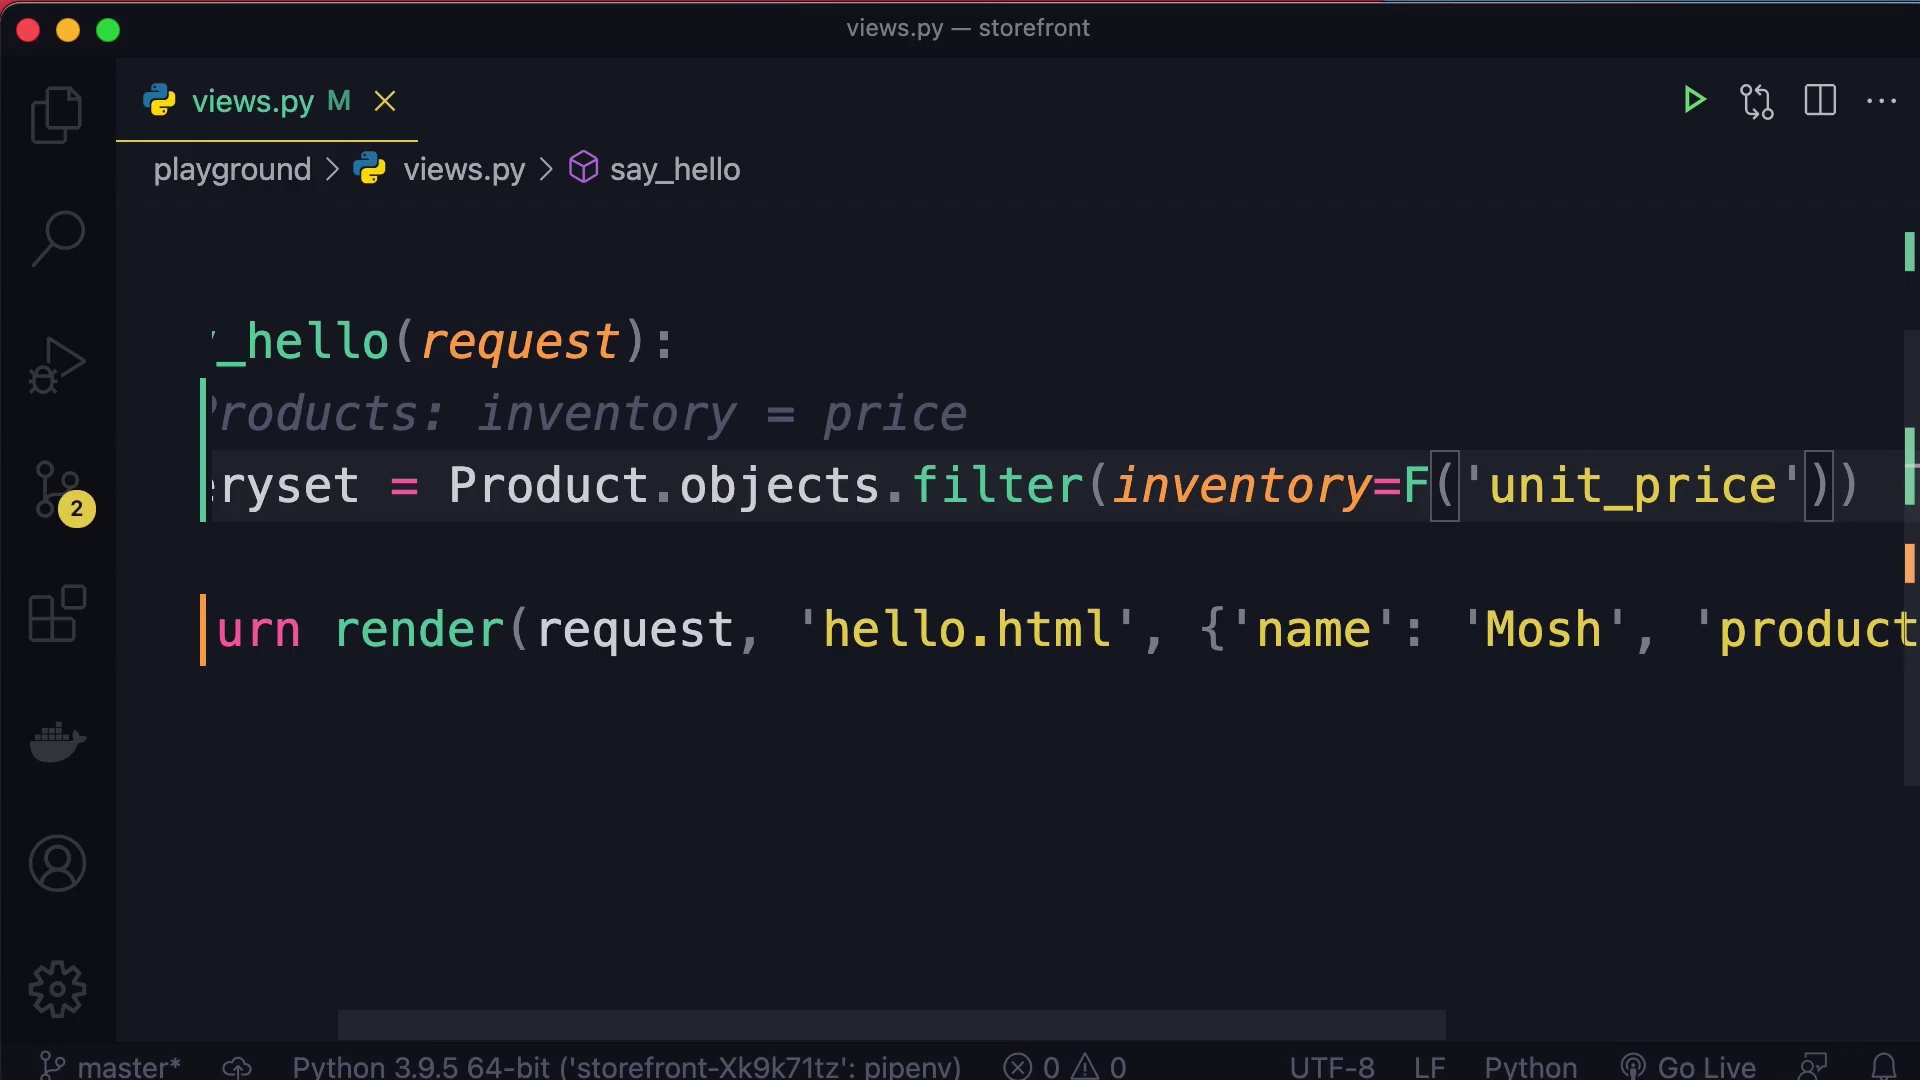 views.py — storefront
views.py M
playground > views.py > say_hello
_hello(request):
Products: inventory = price
eryset = Product.objects.filter(inventory=F('unit_price'))
urn render(request, 'hello.html', {'name': 'Mosh', 'product
2
master* Python 3.9.5 64-bit ('storefront-Xk9k71tz': pipenv) 0 0 UTF-8 LF Python Go Live